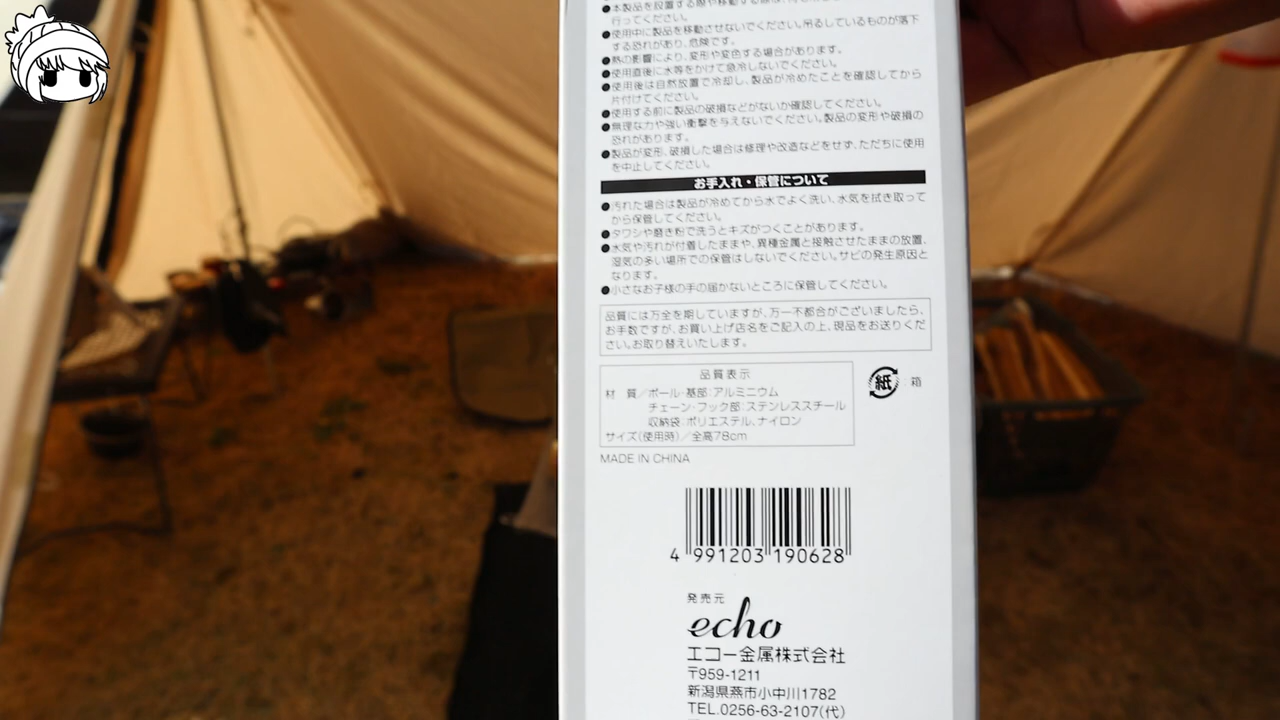 ●本製品を設置する際や移動する際は、
行ってください。
●使用中に製品を移動させないでください。吊るしているものが落下
する恐れがあり、危険です。
●熱の影響により、変形や変色する場合があります。
●使用直後に水等をかけて急冷しないでください。
●使用後は自然放置で冷却し、製品が冷めたことを確認してから
片付けてください。
●使用する前に製品の破損などがないか確認してください。
●無理な力や強い衝撃を与えないでください。製品の変形や破損の
恐れがあります。
●製品が変形、破損した場合は修理や改造などをせず、ただちに使用
を中止してください。
お手入れ・保管について
●汚れた場合は製品が冷めてから水でよく洗い、水気を拭き取って
から保管してください。
●タワシや磨き粉で洗うとキズがつくことがあります。
●水気や汚れが付着したままや、異種金属と接触させたままの放置、
湿気の多い場所での保管はしないでください。サビの発生原因と
なります。
●小さなお子様の手の届かないところに保管してください。
品質には万全を期していますが、万一不都合がございましたら、
お手数ですが、お買い上げ店名をご記入の上、現品をお送りくだ
さい。お取り替えいたします。
品質表示
材 質／ポール・基部:アルミニウム
チェーン・フック部:ステンレススチール
収納袋:ポリエステル、ナイロン
サイズ(使用時)／全高78cm
紙 箱
MADE IN CHINA
4 991203 190628
発売元
echo
エコー金属株式会社
〒959-1211
新潟県燕市小中川1782
TEL.0256-63-2107(代)